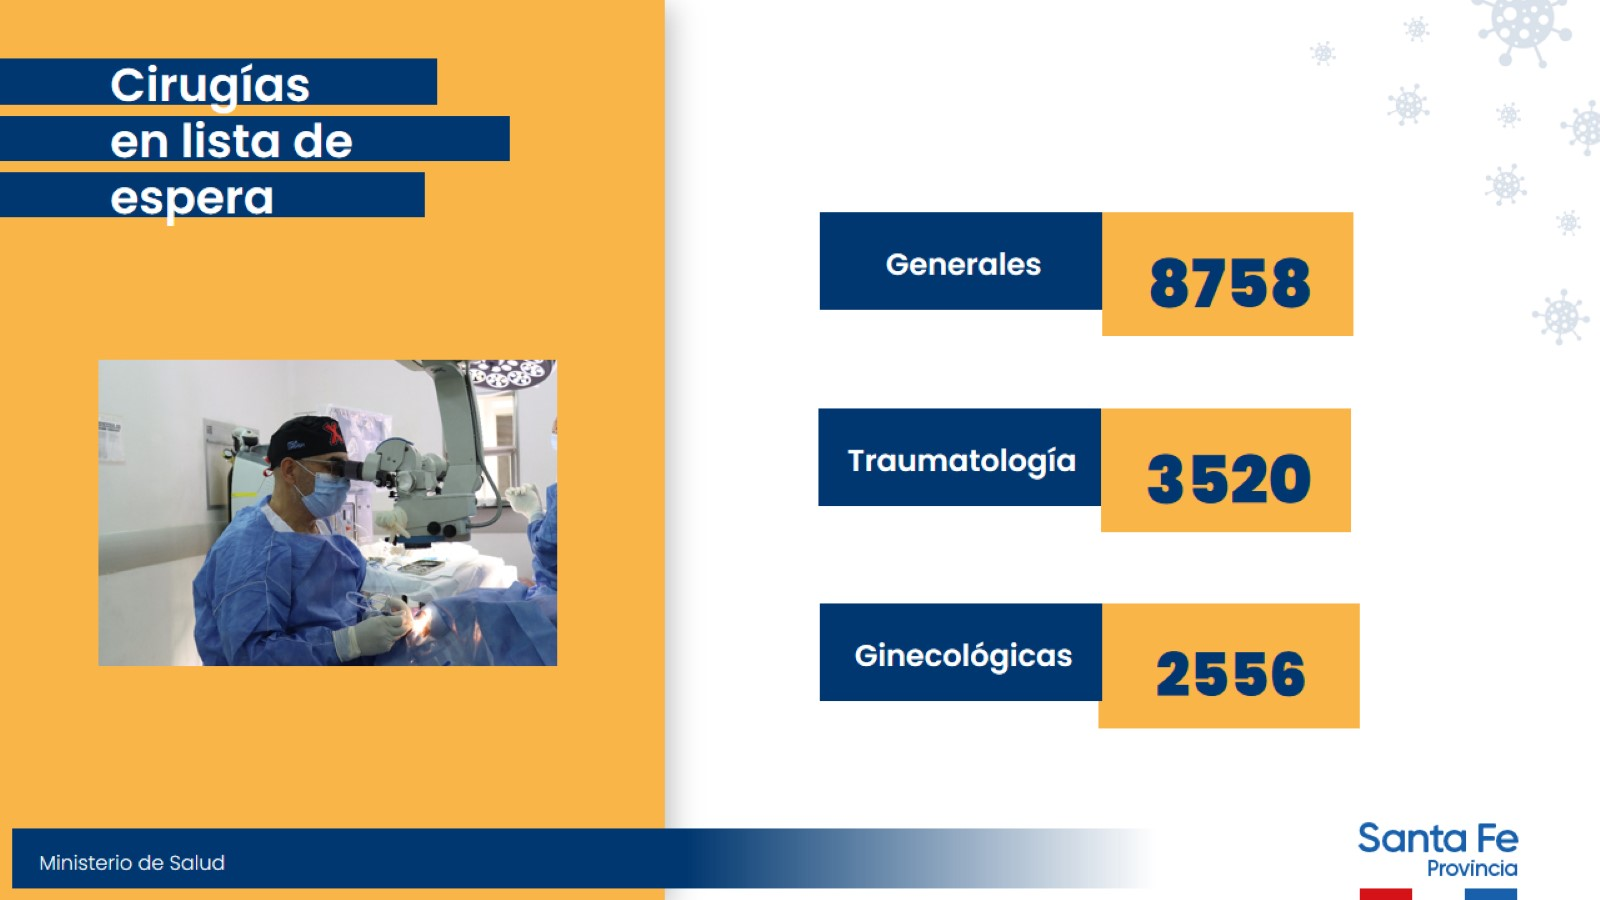 Cirugías
en lista de
espera
Generales
8758
Traumatología
3520
Ginecológicas
2556
Ministerio de Salud
Santa Fe
Provincia